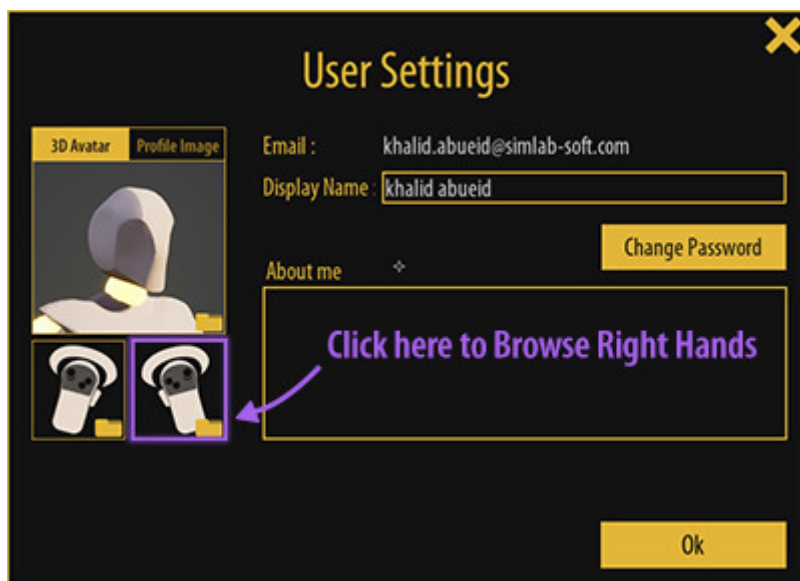 User Settings
3D Avatar
Profile Image
Email :
khalid.abueid@simlab-soft.com
Display Name :
khalid abueid
Change Password
About me
Click here to Browse Right Hands
Ok